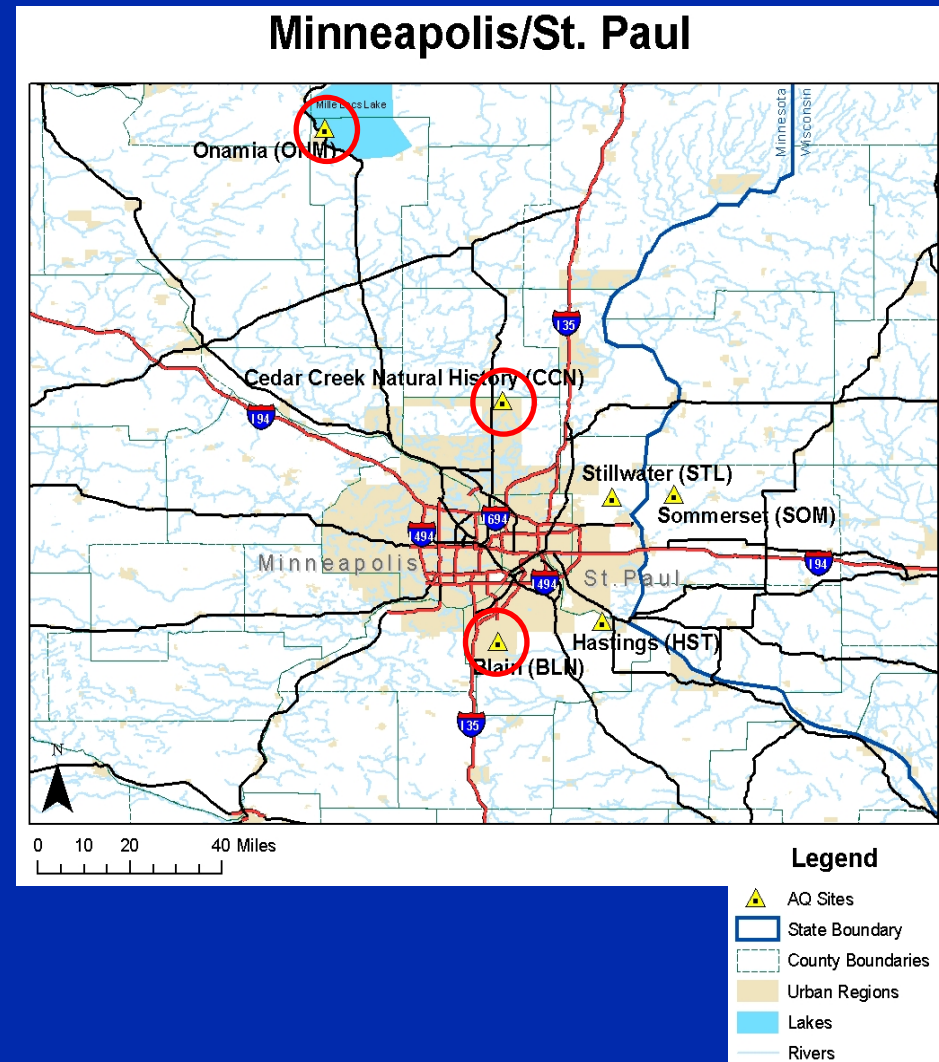 Minneapolis/St. Paul
Mille Lacs Lake
Minnesota
Wisconsin
Onamia (ONM)
I 35
Cedar Creek Natural History (CCN)
I 94
Stillwater (STL)
Sommerset (SOM)
I 694
I 494
Minneapolis
St. Paul
I 94
I 494
Hastings (HST)
Blain (BLN)
I 35
N
0 10 20 40 Miles
Legend
AQ Sites
State Boundary
County Boundaries
Urban Regions
Lakes
Rivers